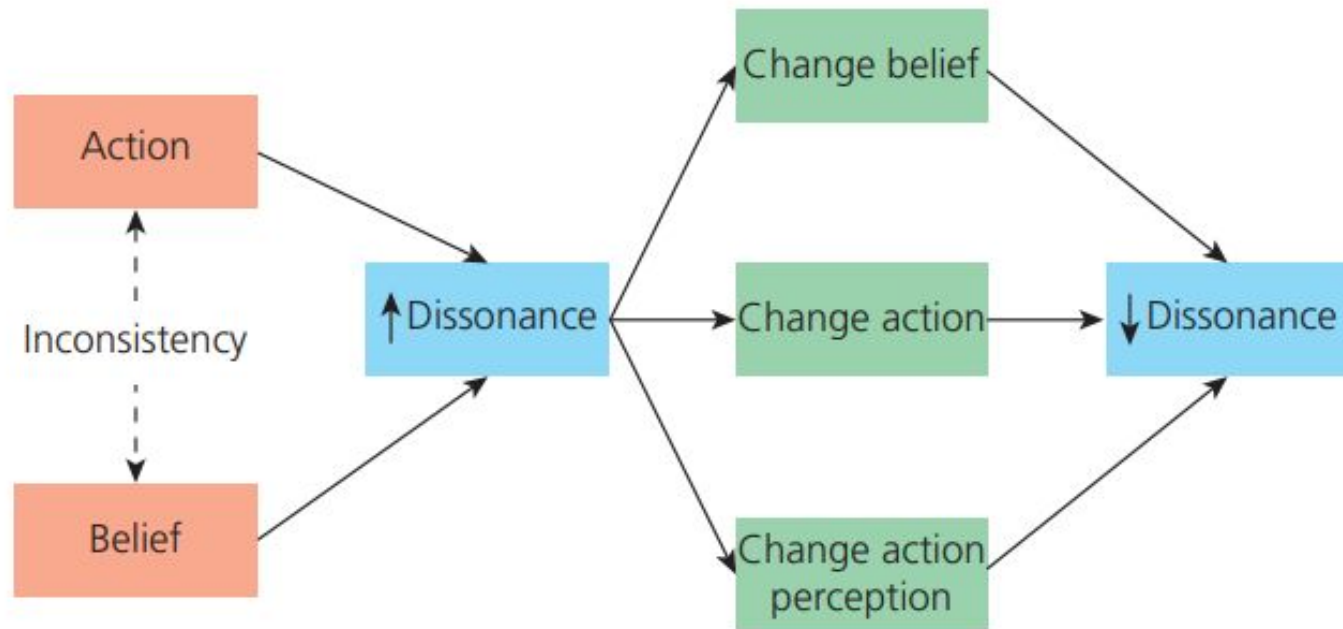 Change belief
Action
Inconsistency
↑ Dissonance
Change action
↓ Dissonance
Belief
Change action
perception